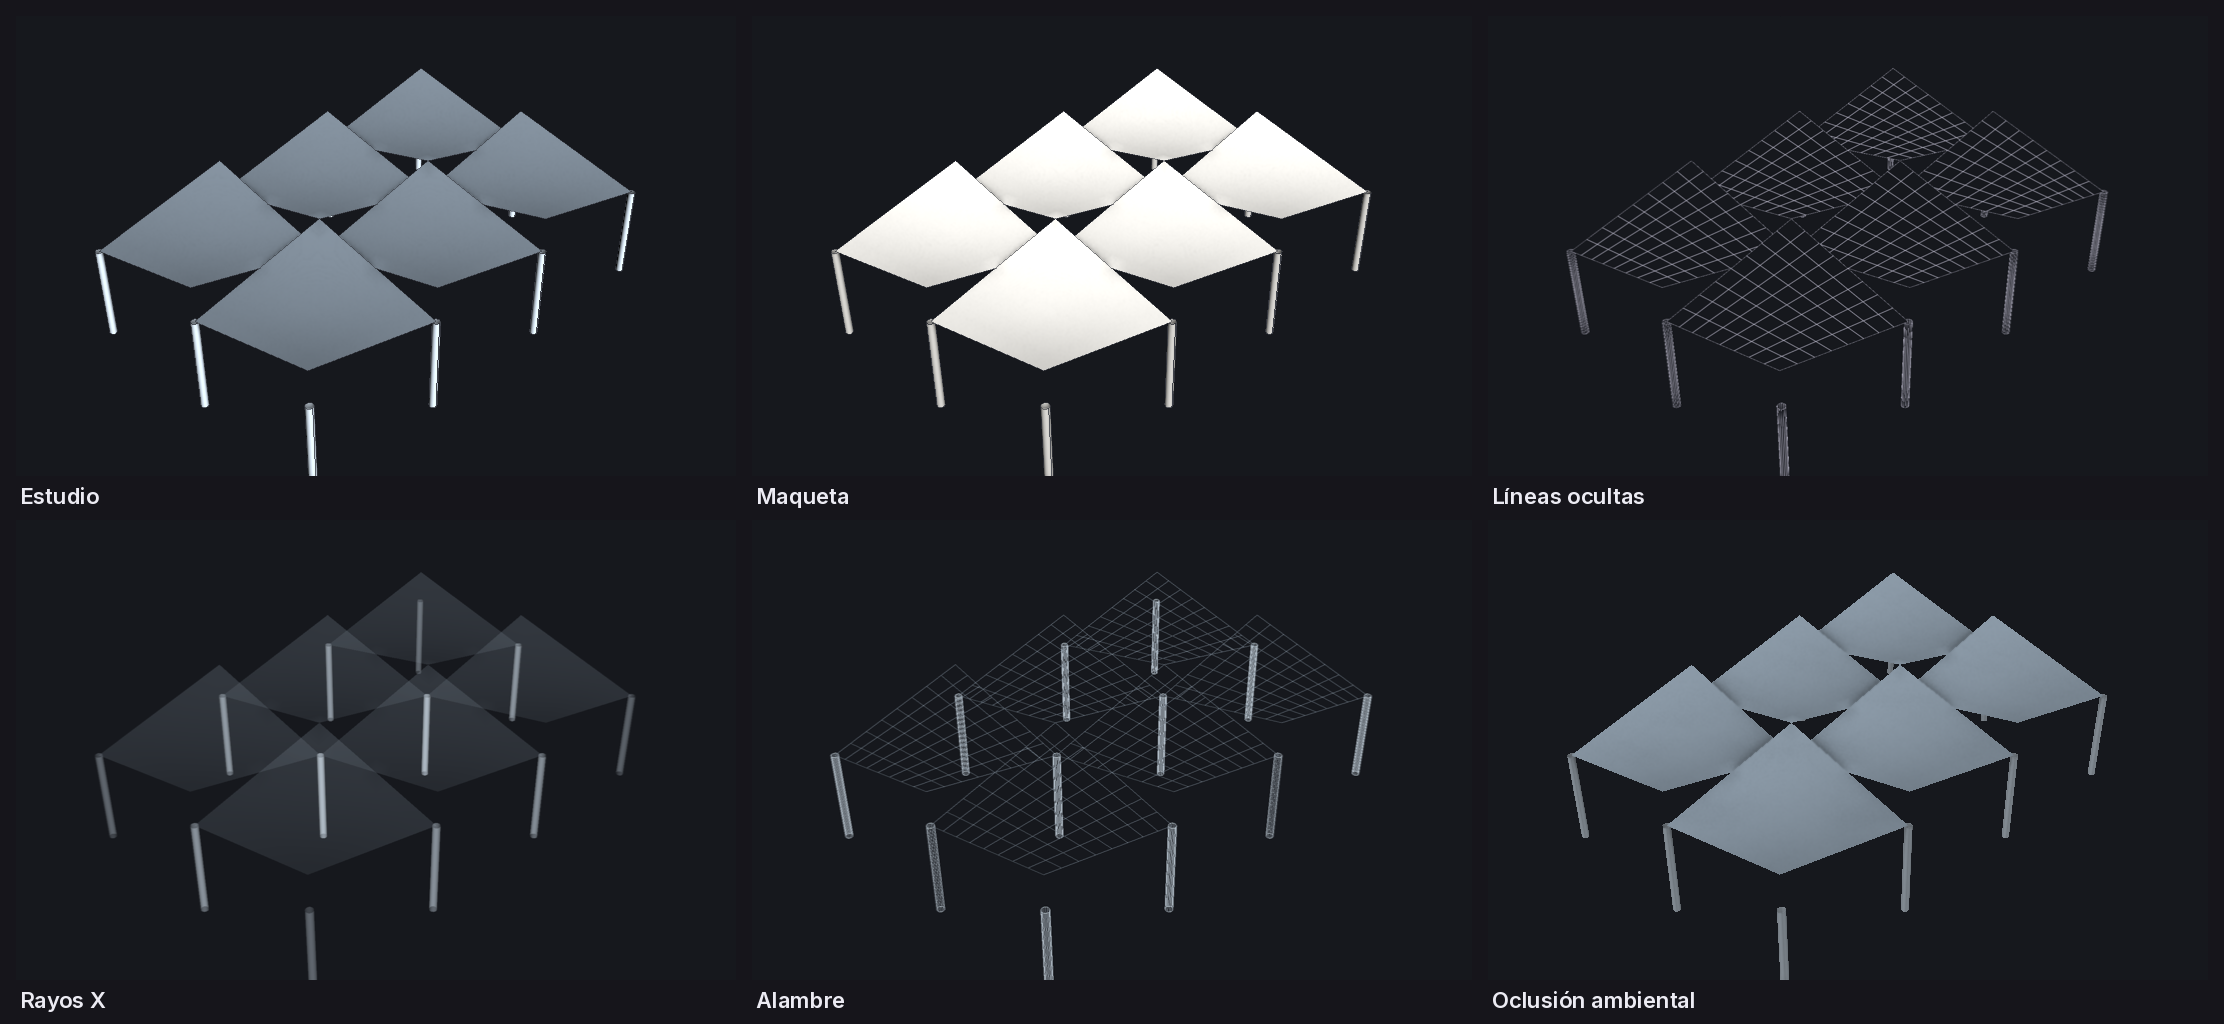 Estudio
Maqueta
Líneas ocultas
Rayos X
Alambre
Oclusión ambiental